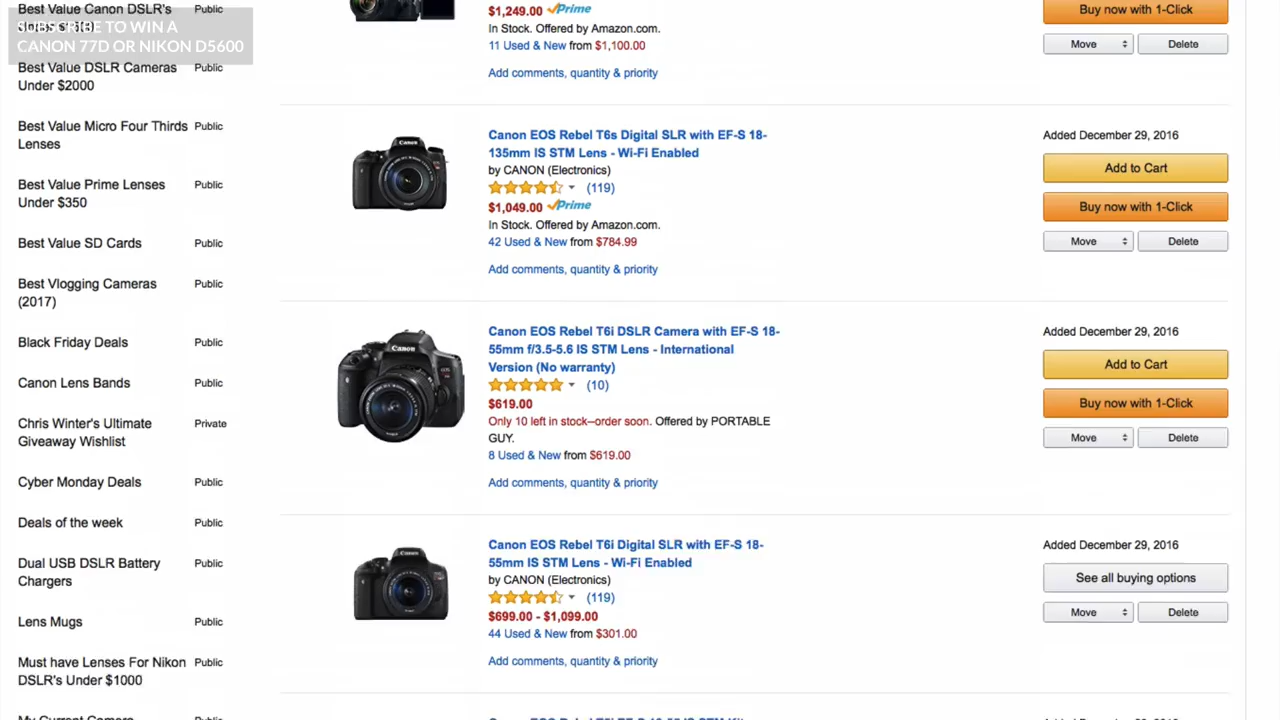 Best Value Canon DSLR's Public
SUBSCRIBE TO WIN A
CANON 77D OR NIKON D5600
Best Value DSLR Cameras Public
Under $2000
Best Value Micro Four Thirds Public
Lenses
Best Value Prime Lenses Public
Under $350
Best Value SD Cards Public
Best Vlogging Cameras Public
(2017)
Black Friday Deals Public
Canon Lens Bands Public
Chris Winter's Ultimate Private
Giveaway Wishlist
Cyber Monday Deals Public
Deals of the week Public
Dual USB DSLR Battery Public
Chargers
Lens Mugs Public
Must have Lenses For Nikon Public
DSLR's Under $1000
My Current Camera Public
$1,249.00 Prime
In Stock. Offered by Amazon.com.
11 Used & New from $1,100.00
Add comments, quantity & priority
Buy now with 1-Click
Move Delete
Canon EOS Rebel T6s Digital SLR with EF-S 18-
135mm IS STM Lens - Wi-Fi Enabled
by CANON (Electronics)
(119)
$1,049.00 Prime
In Stock. Offered by Amazon.com.
42 Used & New from $784.99
Add comments, quantity & priority
Added December 29, 2016
Add to Cart
Buy now with 1-Click
Move Delete
Canon EOS Rebel T6i DSLR Camera with EF-S 18-
55mm f/3.5-5.6 IS STM Lens - International
Version (No warranty)
(10)
$619.00
Only 10 left in stock--order soon. Offered by PORTABLE
GUY.
8 Used & New from $619.00
Add comments, quantity & priority
Added December 29, 2016
Add to Cart
Buy now with 1-Click
Move Delete
Canon EOS Rebel T6i Digital SLR with EF-S 18-
55mm IS STM Lens - Wi-Fi Enabled
by CANON (Electronics)
(119)
$699.00 - $1,099.00
44 Used & New from $301.00
Add comments, quantity & priority
Added December 29, 2016
See all buying options
Move Delete
Canon
Canon
Canon